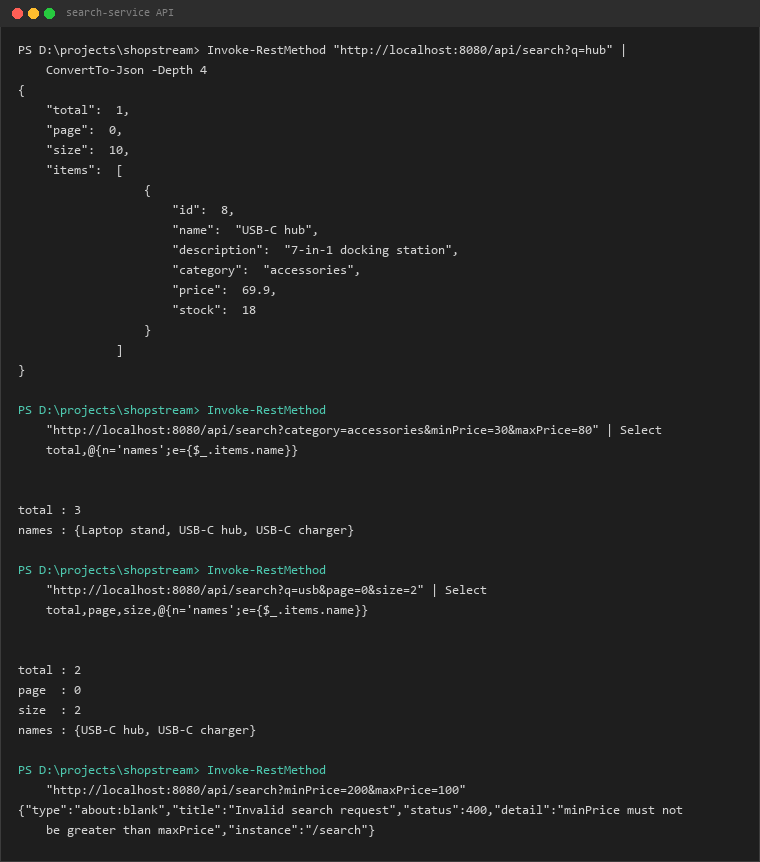 search-service API
PS D:\projects\shopstream> Invoke-RestMethod "http://localhost:8080/api/search?q=hub" |
    ConvertTo-Json -Depth 4
{
    "total":  1,
    "page":  0,
    "size":  10,
    "items":  [
                  {
                      "id":  8,
                      "name":  "USB-C hub",
                      "description":  "7-in-1 docking station",
                      "category":  "accessories",
                      "price":  69.9,
                      "stock":  18
                  }
              ]
}
PS D:\projects\shopstream> Invoke-RestMethod
    "http://localhost:8080/api/search?category=accessories&minPrice=30&maxPrice=80" | Select
    total,@{n='names';e={$_.items.name}}
total : 3
names : {Laptop stand, USB-C hub, USB-C charger}
PS D:\projects\shopstream> Invoke-RestMethod
    "http://localhost:8080/api/search?q=usb&page=0&size=2" | Select
    total,page,size,@{n='names';e={$_.items.name}}
total : 2
page  : 0
size  : 2
names : {USB-C hub, USB-C charger}
PS D:\projects\shopstream> Invoke-RestMethod
    "http://localhost:8080/api/search?minPrice=200&maxPrice=100"
{"type":"about:blank","title":"Invalid search request","status":400,"detail":"minPrice must not
    be greater than maxPrice","instance":"/search"}